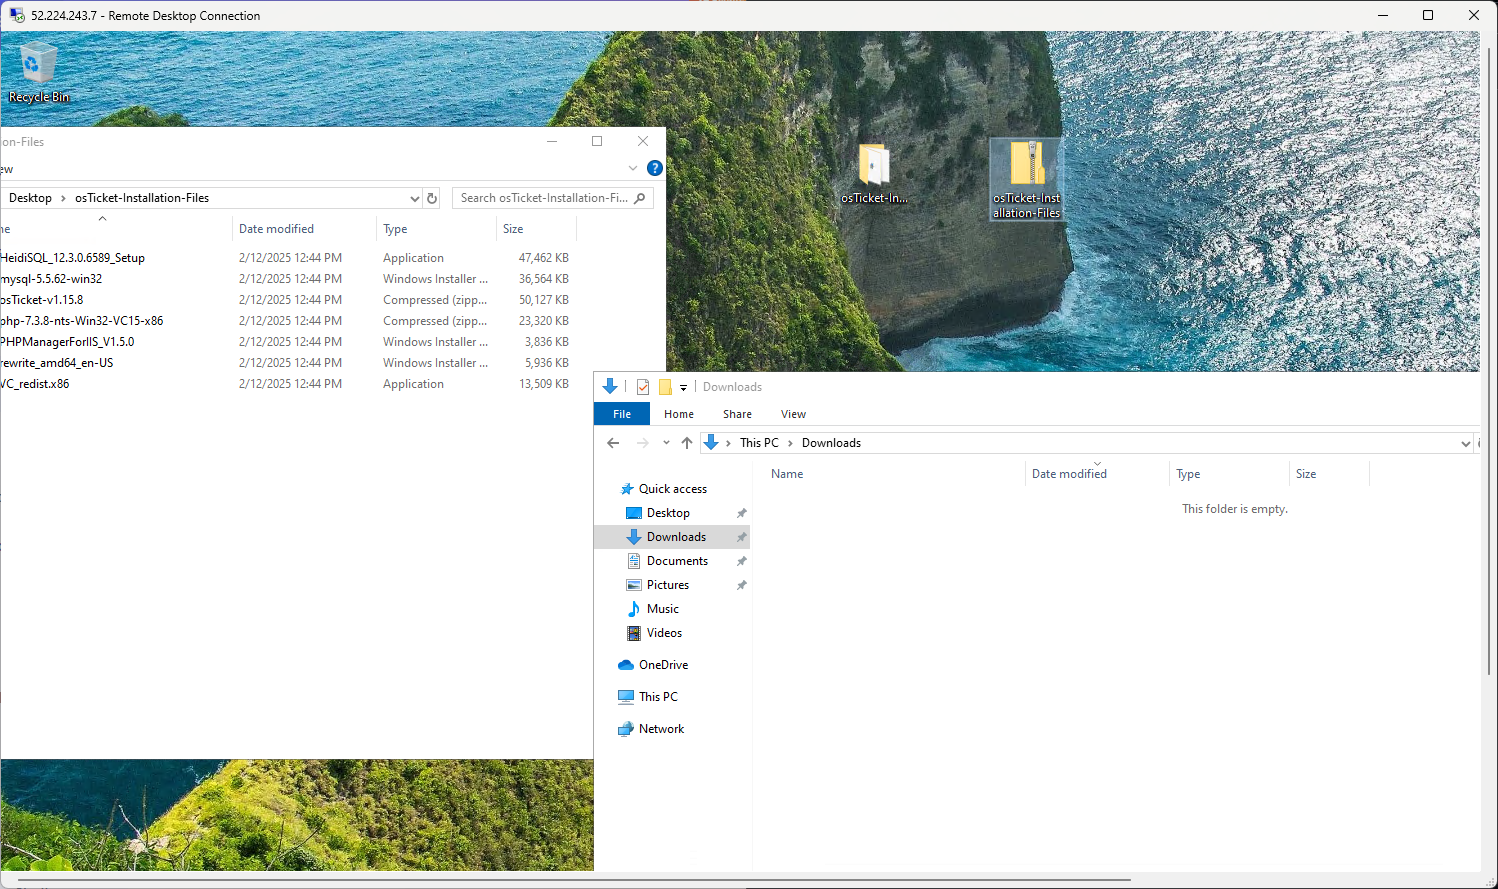 52.224.243.7 - Remote Desktop Connection
Recycle Bin
on-Files
ew
Desktop > osTicket-Installation-Files
Search osTicket-Installation-Fi...
ne Date modified Type Size
HeidiSQL_12.3.0.6589_Setup 2/12/2025 12:44 PM Application 47,462 KB
mysql-5.5.62-win32 2/12/2025 12:44 PM Windows Installer ... 36,564 KB
osTicket-v1.15.8 2/12/2025 12:44 PM Compressed (zipp... 50,127 KB
php-7.3.8-nts-Win32-VC15-x86 2/12/2025 12:44 PM Compressed (zipp... 23,320 KB
PHPManagerForIIS_V1.5.0 2/12/2025 12:44 PM Windows Installer ... 3,836 KB
rewrite_amd64_en-US 2/12/2025 12:44 PM Windows Installer ... 5,936 KB
VC_redist.x86 2/12/2025 12:44 PM Application 13,509 KB
osTicket-In...
osTicket-Inst
allation-Files
Downloads
File Home Share View
This PC > Downloads
Name Date modified Type Size
This folder is empty.
Quick access
Desktop
Downloads
Documents
Pictures
Music
Videos
OneDrive
This PC
Network